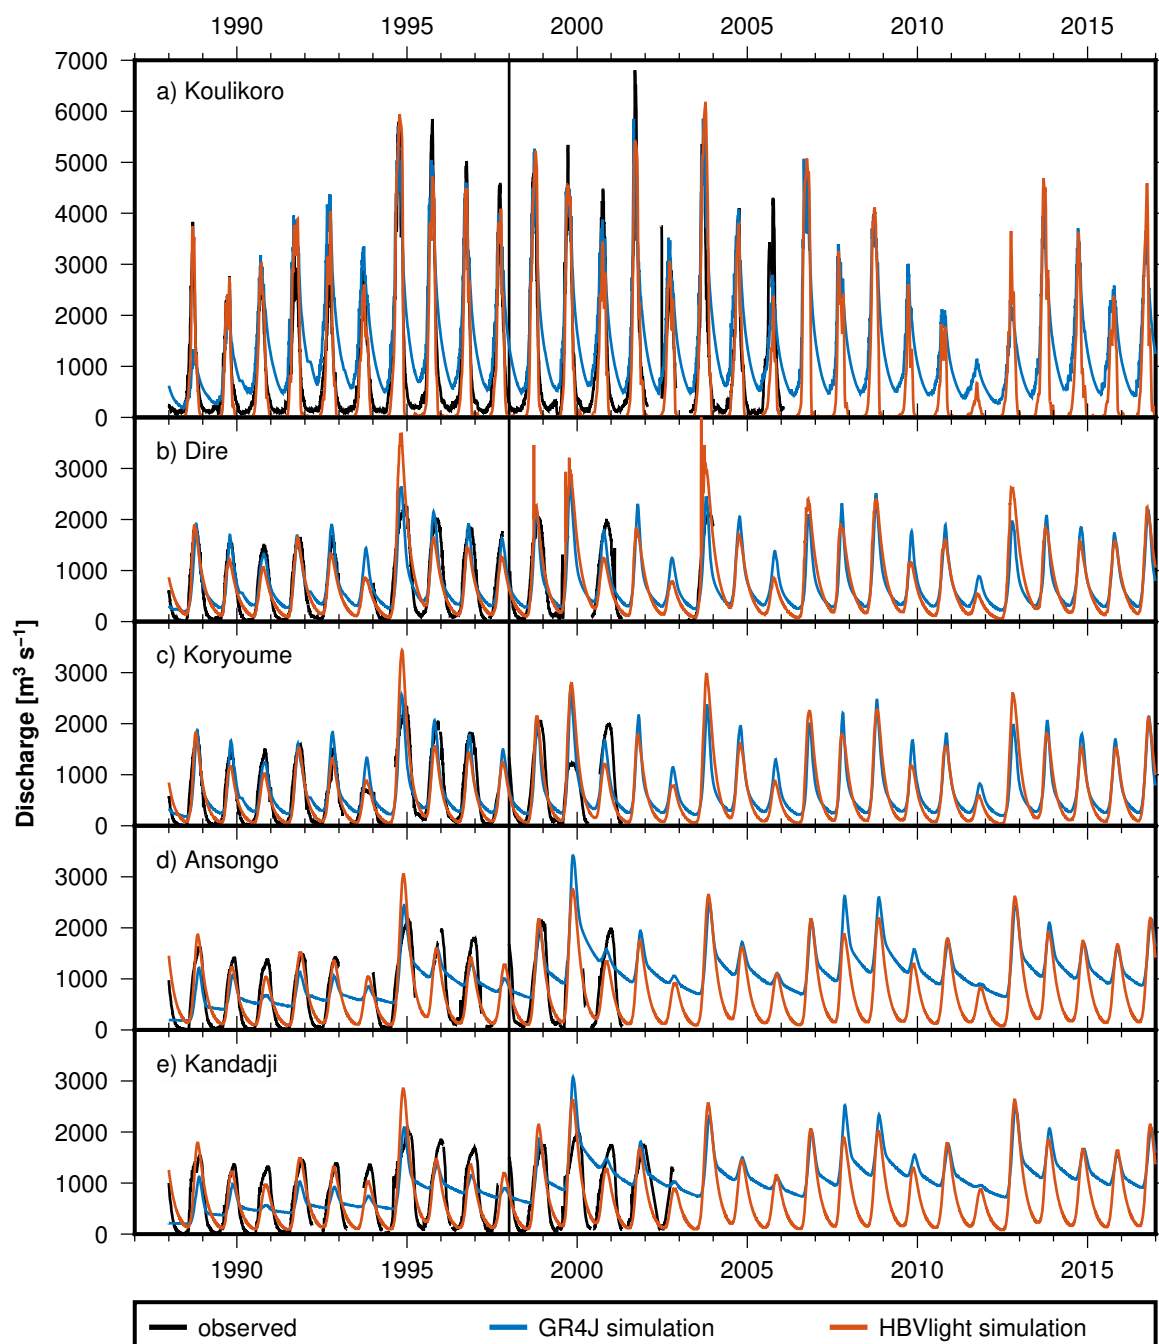 1990 1995 2000 2005 2010 2015
7000
a) Koulikoro
6000
5000
4000
3000
2000
1000
0
b) Dire
3000
2000
1000
0
c) Koryoume
3000
2000
1000
0
Discharge [m³ s⁻¹]
d) Ansongo
3000
2000
1000
0
e) Kandadji
3000
2000
1000
0
1990 1995 2000 2005 2010 2015
observed GR4J simulation HBVlight simulation